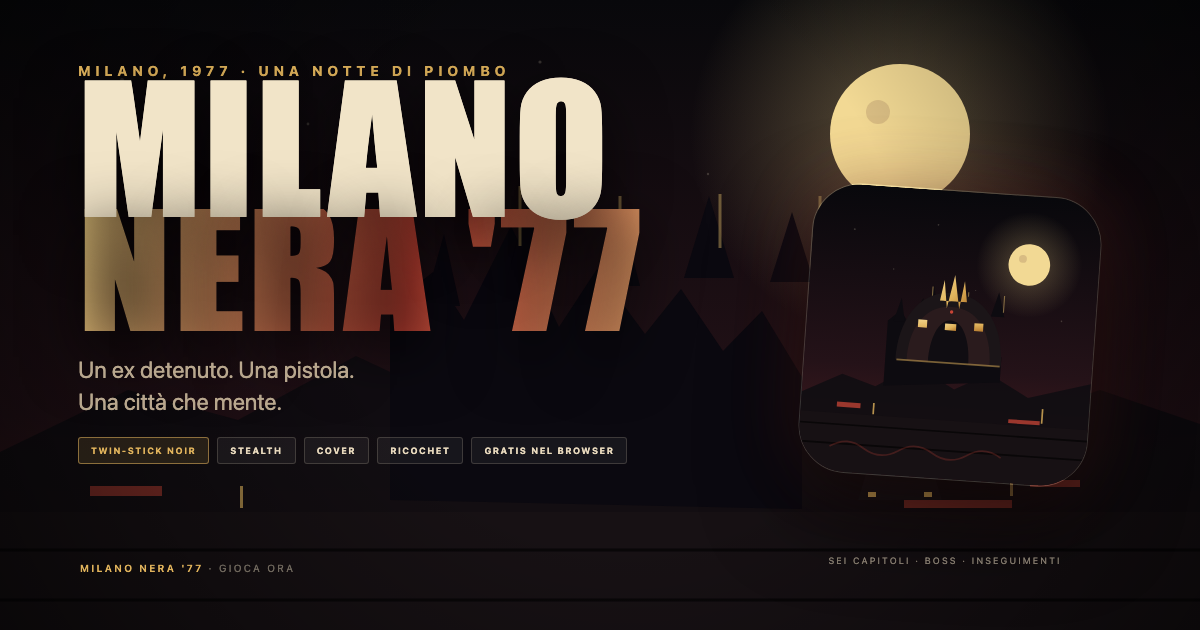 MILANO, 1977 · UNA NOTTE DI PIOMBO
MILANO
NERA '77
Un ex detenuto. Una pistola.
Una città che mente.
TWIN-STICK NOIR
STEALTH
COVER
RICOCHET
GRATIS NEL BROWSER
MILANO NERA '77 · GIOCA ORA
SEI CAPITOLI · BOSS · INSEGUIMENTI